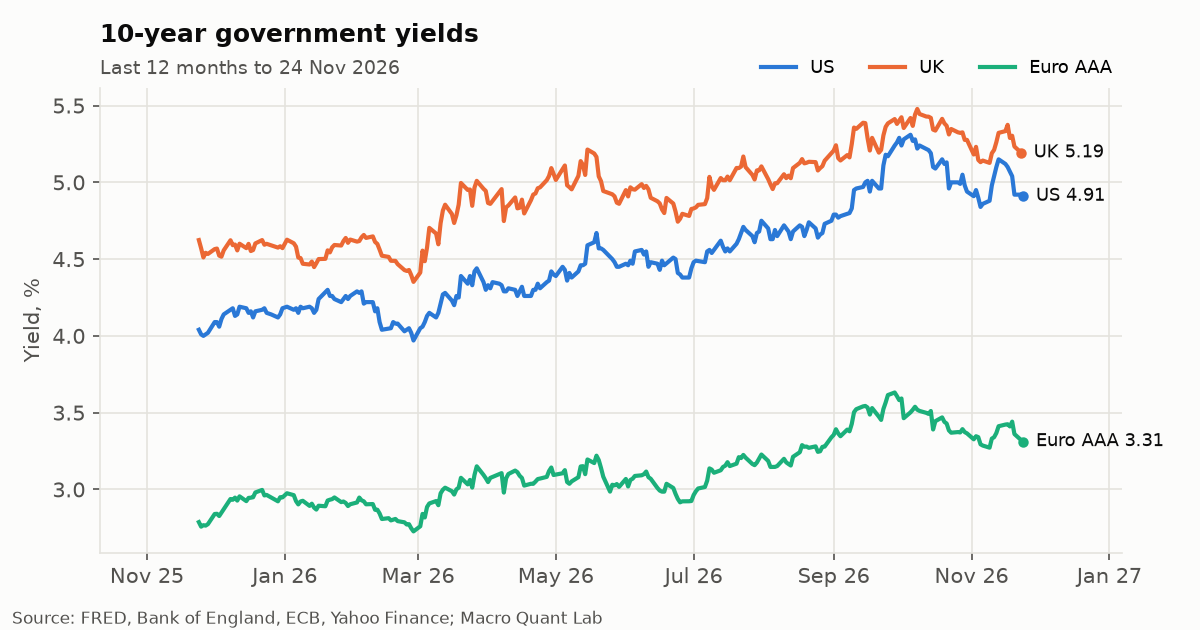 10-year government yields
Last 12 months to 24 Nov 2026
US UK Euro AAA
Yield, %
5.5
5.0
4.5
4.0
3.5
3.0
UK 5.19
US 4.91
Euro AAA 3.31
Nov 25 Jan 26 Mar 26 May 26 Jul 26 Sep 26 Nov 26 Jan 27
Source: FRED, Bank of England, ECB, Yahoo Finance; Macro Quant Lab